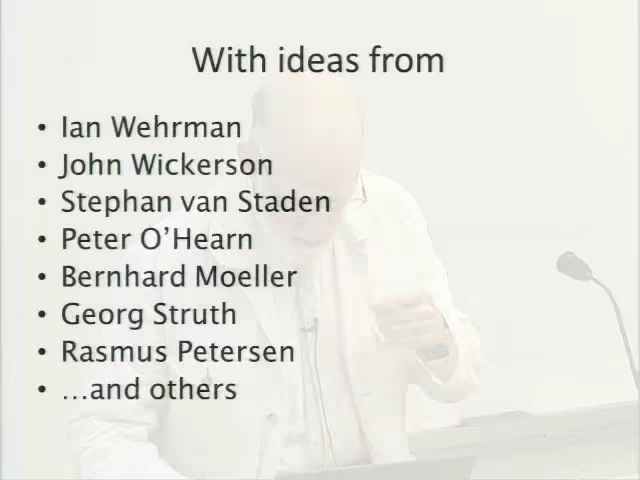 With ideas from
• Ian Wehrman
• John Wickerson
• Stephan van Staden
• Peter O’Hearn
• Bernhard Moeller
• Georg Struth
• Rasmus Petersen
• …and others